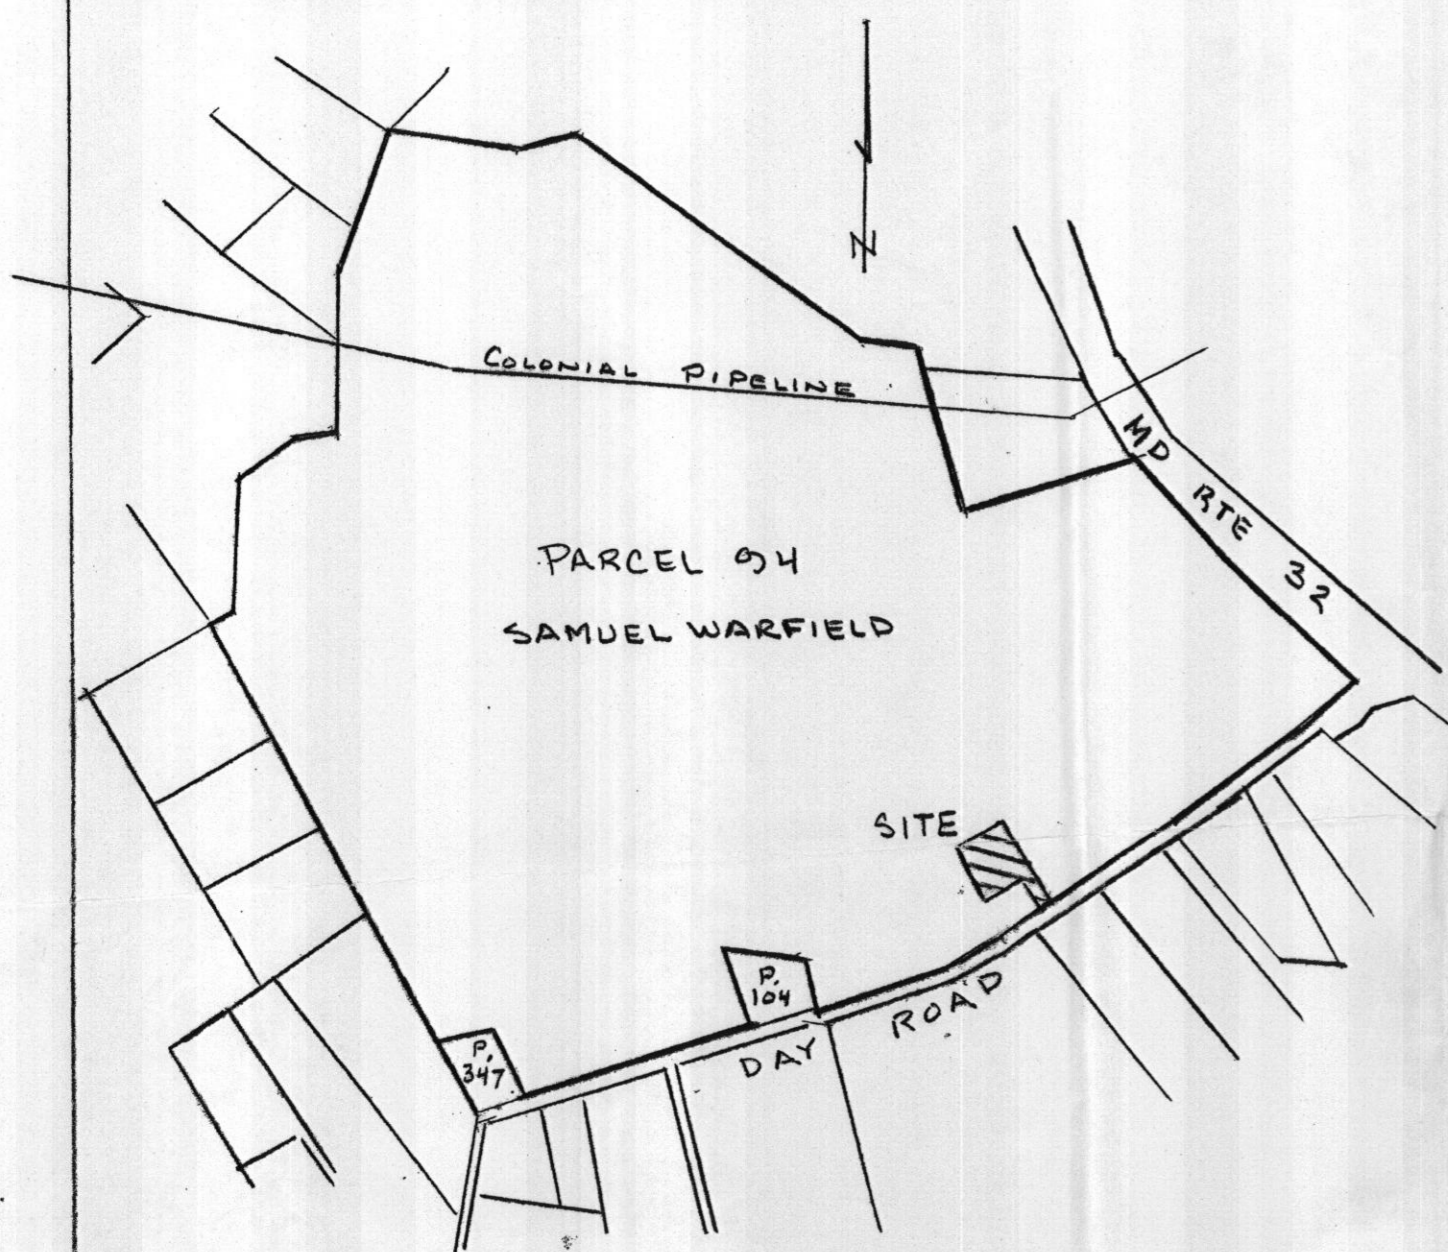 N
COLONIAL PIPELINE
MD RTE 32
PARCEL 94
SAMUEL WARFIELD
SITE
P.
104
P.
347
DAY ROAD